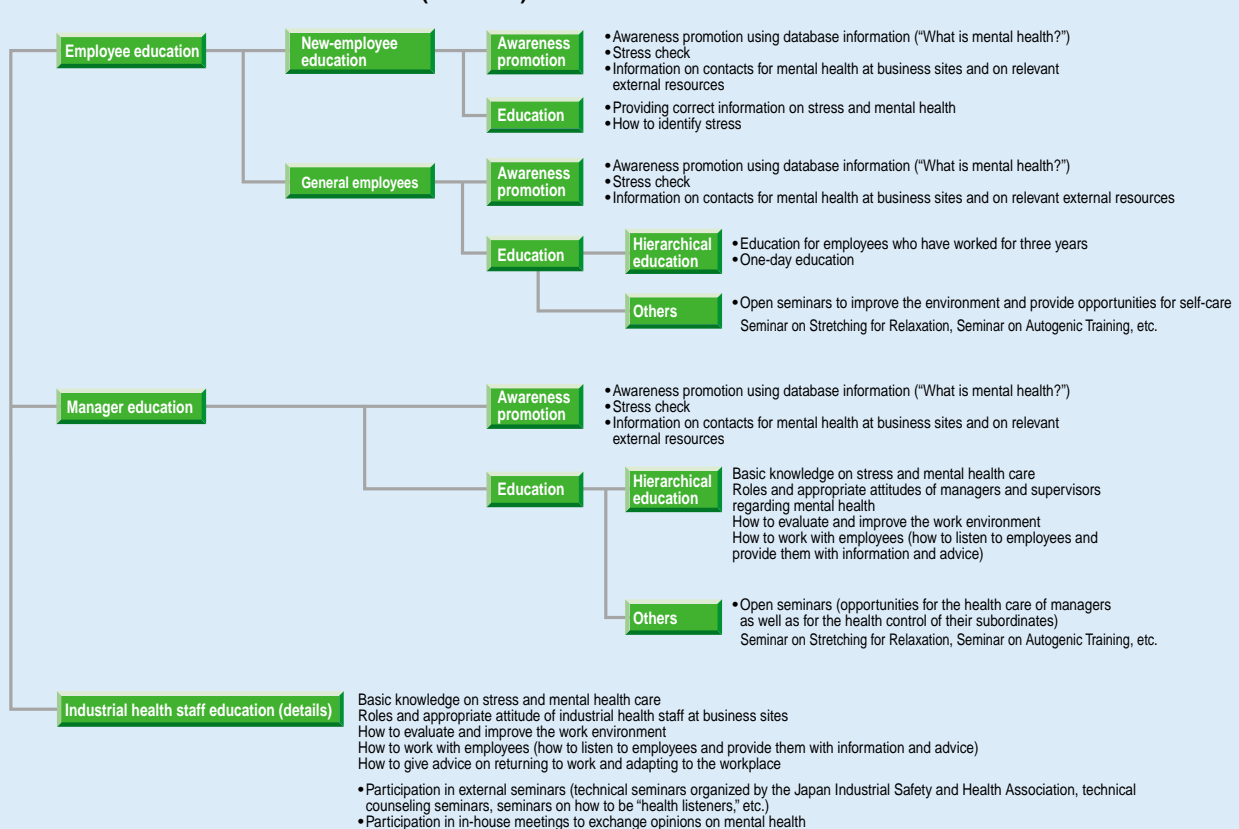 Employee education
New-employee
education
Awareness
promotion
•Awareness promotion using database information (“What is mental health?”)
•Stress check
•Information on contacts for mental health at business sites and on relevant
external resources
Education
•Providing correct information on stress and mental health
•How to identify stress
General employees
Awareness
promotion
•Awareness promotion using database information (“What is mental health?”)
•Stress check
•Information on contacts for mental health at business sites and on relevant external resources
Education
Hierarchical
education
•Education for employees who have worked for three years
•One-day education
Others
•Open seminars to improve the environment and provide opportunities for self-care
Seminar on Stretching for Relaxation, Seminar on Autogenic Training, etc.
Manager education
Awareness
promotion
•Awareness promotion using database information (“What is mental health?”)
•Stress check
•Information on contacts for mental health at business sites and on relevant
external resources
Education
Hierarchical
education
Basic knowledge on stress and mental health care
Roles and appropriate attitudes of managers and supervisors
regarding mental health
How to evaluate and improve the work environment
How to work with employees (how to listen to employees and
provide them with information and advice)
Others
•Open seminars (opportunities for the health care of managers
as well as for the health control of their subordinates)
Seminar on Stretching for Relaxation, Seminar on Autogenic Training, etc.
Industrial health staff education (details)
Basic knowledge on stress and mental health care
Roles and appropriate attitude of industrial health staff at business sites
How to evaluate and improve the work environment
How to work with employees (how to listen to employees and provide them with information and advice)
How to give advice on returning to work and adapting to the workplace
•Participation in external seminars (technical seminars organized by the Japan Industrial Safety and Health Association, technical
counseling seminars, seminars on how to be “health listeners,” etc.)
•Participation in in-house meetings to exchange opinions on mental health